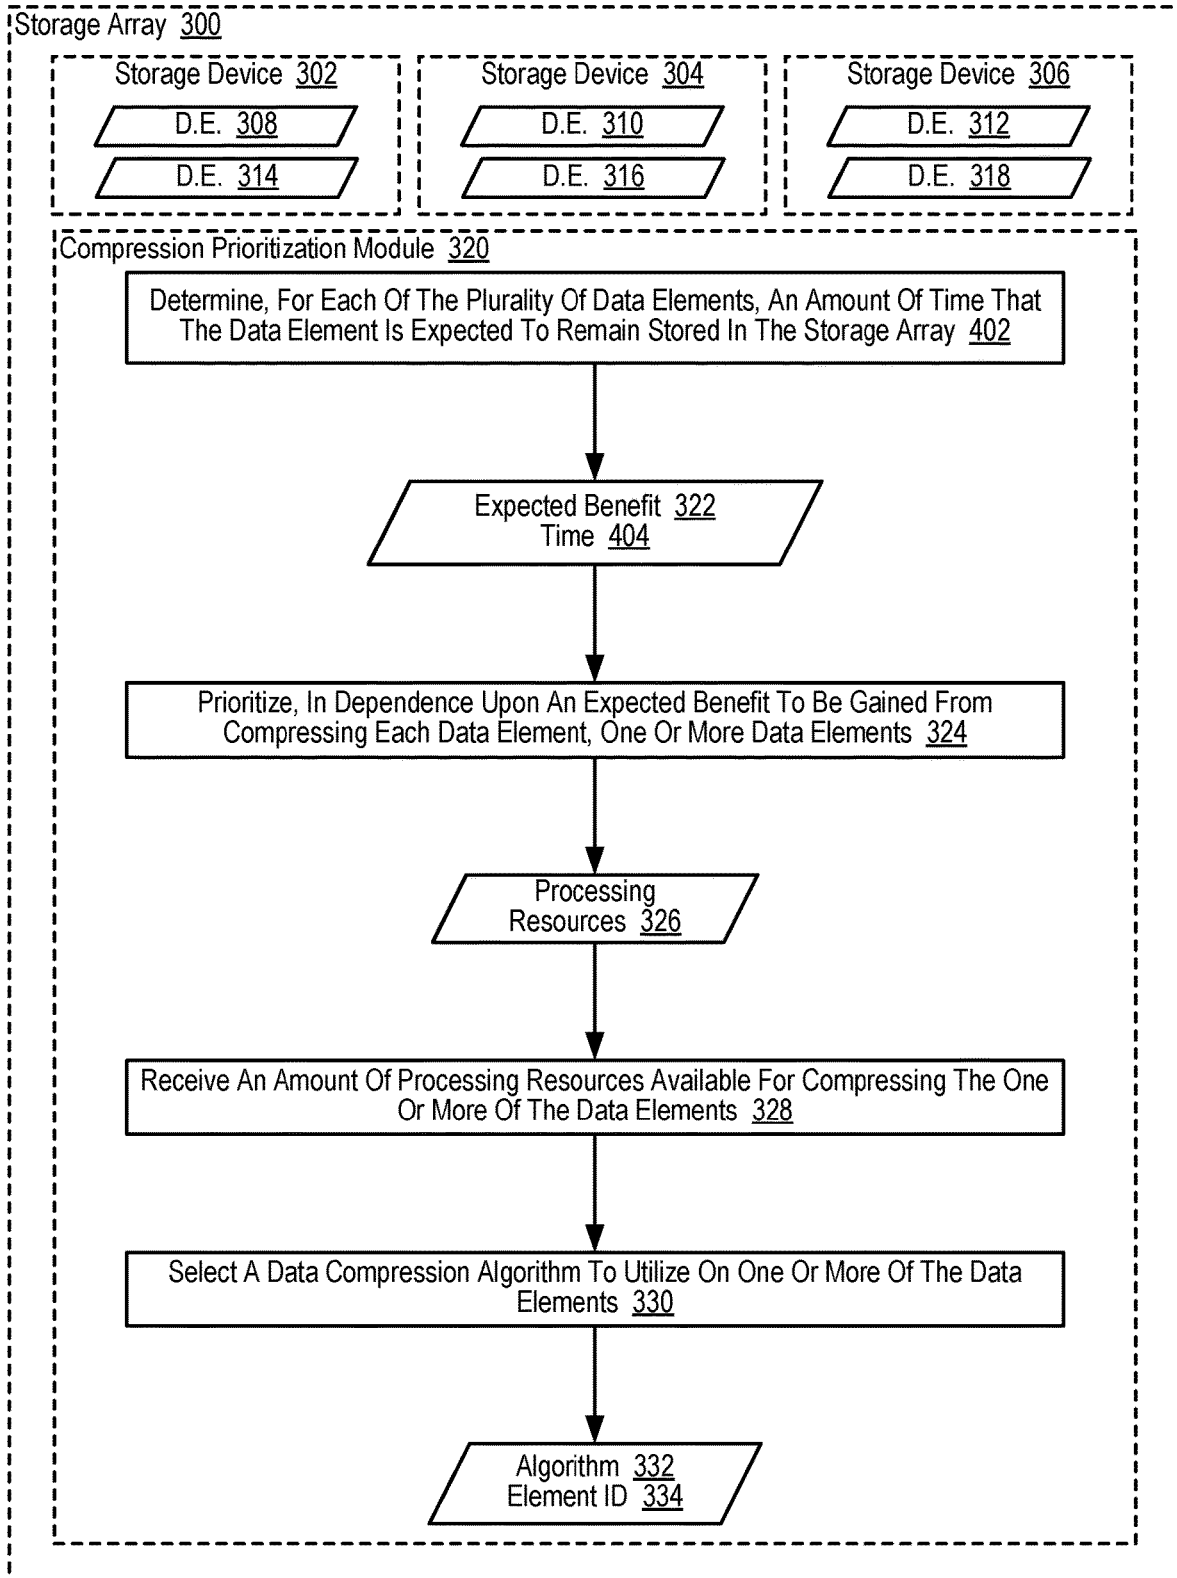 Storage Array 300
Storage Device 302
D.E. 308
D.E. 314
Storage Device 304
D.E. 310
D.E. 316
Storage Device 306
D.E. 312
D.E. 318
Compression Prioritization Module 320
Determine, For Each Of The Plurality Of Data Elements, An Amount Of Time That
The Data Element Is Expected To Remain Stored In The Storage Array 402
Expected Benefit 322
Time 404
Prioritize, In Dependence Upon An Expected Benefit To Be Gained From
Compressing Each Data Element, One Or More Data Elements 324
Processing
Resources 326
Receive An Amount Of Processing Resources Available For Compressing The One
Or More Of The Data Elements 328
Select A Data Compression Algorithm To Utilize On One Or More Of The Data
Elements 330
Algorithm 332
Element ID 334